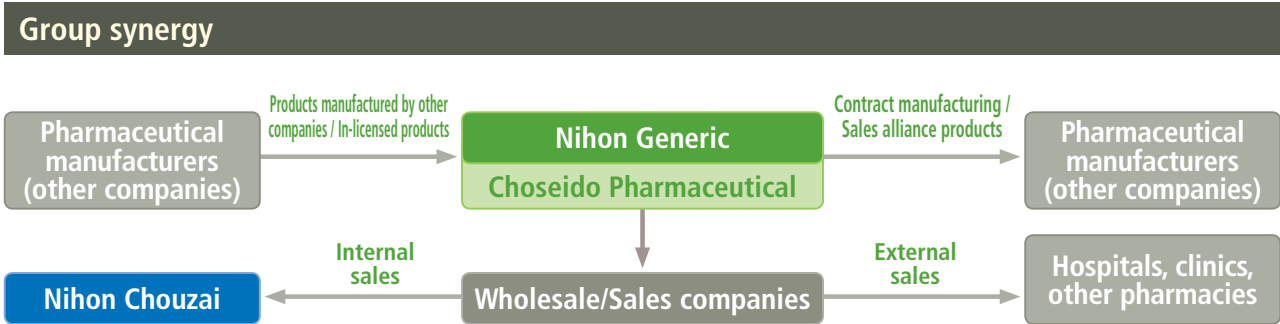 Group synergy
Pharmaceutical
manufacturers
(other companies)
Products manufactured by other
companies / In-licensed products
Nihon Generic
Choseido Pharmaceutical
Contract manufacturing /
Sales alliance products
Pharmaceutical
manufacturers
(other companies)
Nihon Chouzai
Internal
sales
Wholesale/Sales companies
External
sales
Hospitals, clinics,
other pharmacies